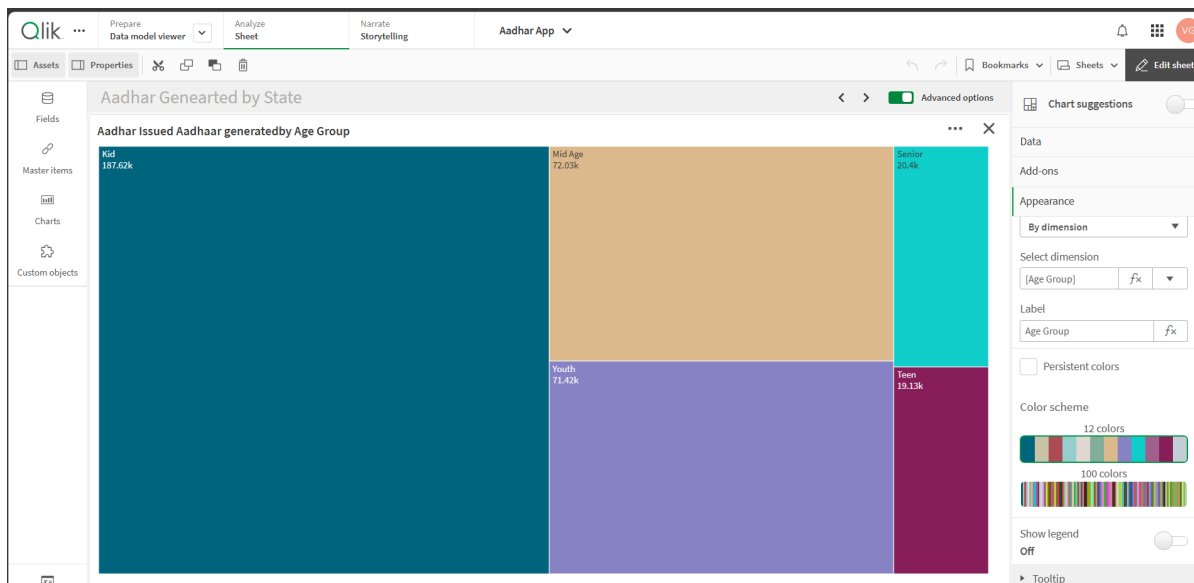 Qlik
Prepare
Data model viewer
Analyze
Sheet
Narrate
Storytelling
Aadhar App
VG
Assets
Properties
Bookmarks
Sheets
Edit sheet
Fields
Master items
Charts
Custom objects
Aadhar Genearted by State
Advanced options
Aadhar Issued Aadhaar generatedby Age Group
Kid
187.62k
Mid Age
72.03k
Senior
20.4k
Youth
71.42k
Teen
19.13k
Chart suggestions
Data
Add-ons
Appearance
By dimension
Select dimension
[Age Group]
fx
Label
Age Group
fx
Persistent colors
Color scheme
12 colors
100 colors
Show legend
Off
Tooltip